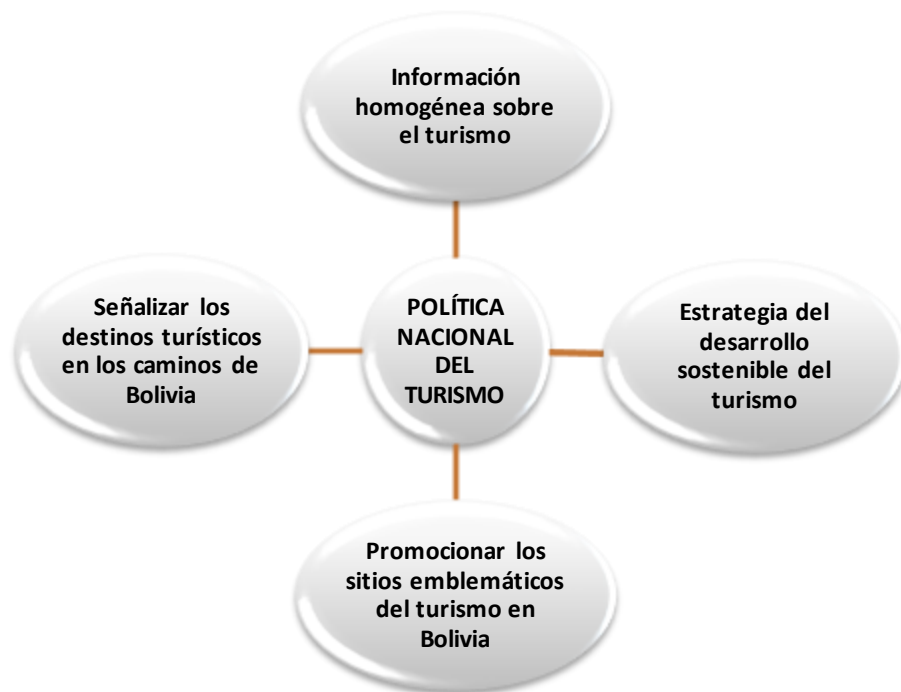 Información
homogénea sobre
el turismo
Señalizar los
destinos turísticos
en los caminos de
Bolivia
POLÍTICA
NACIONAL
DEL
TURISMO
Estrategia del
desarrollo
sostenible del
turismo
Promocionar los
sitios emblemáticos
del turismo en
Bolivia